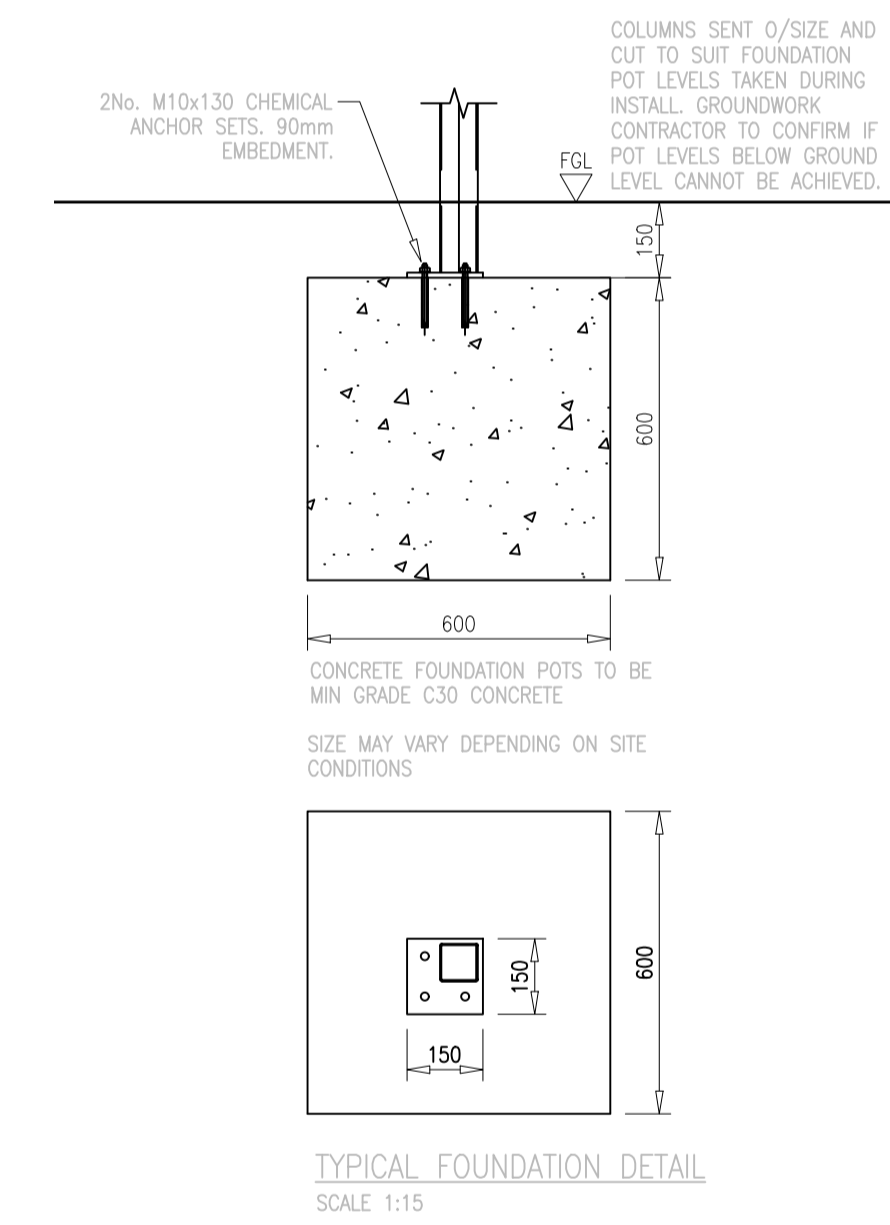 COLUMNS SENT O/SIZE AND
CUT TO SUIT FOUNDATION
POT LEVELS TAKEN DURING
INSTALL. GROUNDWORK
CONTRACTOR TO CONFIRM IF
POT LEVELS BELOW GROUND
LEVEL CANNOT BE ACHIEVED.
2No. M10x130 CHEMICAL
ANCHOR SETS. 90mm
EMBEDMENT.
FGL
150
600
600
CONCRETE FOUNDATION POTS TO BE
MIN GRADE C30 CONCRETE
SIZE MAY VARY DEPENDING ON SITE
CONDITIONS
150
600
150
TYPICAL FOUNDATION DETAIL
SCALE 1:15